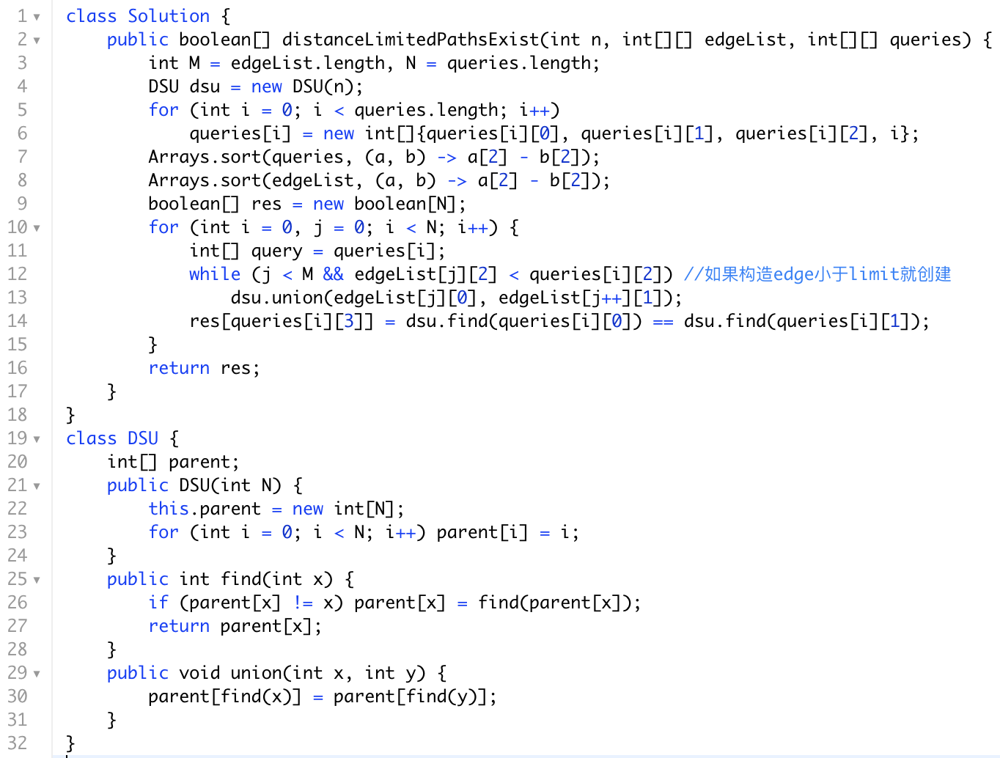 1 class Solution {
2     public boolean[] distanceLimitedPathsExist(int n, int[][] edgeList, int[][] queries) {
3         int M = edgeList.length, N = queries.length;
4         DSU dsu = new DSU(n);
5         for (int i = 0; i < queries.length; i++)
6             queries[i] = new int[]{queries[i][0], queries[i][1], queries[i][2], i};
7         Arrays.sort(queries, (a, b) -> a[2] - b[2]);
8         Arrays.sort(edgeList, (a, b) -> a[2] - b[2]);
9         boolean[] res = new boolean[N];
10         for (int i = 0, j = 0; i < N; i++) {
11             int[] query = queries[i];
12             while (j < M && edgeList[j][2] < queries[i][2]) //如果构造edge小于limit就创建
13                 dsu.union(edgeList[j][0], edgeList[j++][1]);
14             res[queries[i][3]] = dsu.find(queries[i][0]) == dsu.find(queries[i][1]);
15         }
16         return res;
17     }
18 }
19 class DSU {
20     int[] parent;
21     public DSU(int N) {
22         this.parent = new int[N];
23         for (int i = 0; i < N; i++) parent[i] = i;
24     }
25     public int find(int x) {
26         if (parent[x] != x) parent[x] = find(parent[x]);
27         return parent[x];
28     }
29     public void union(int x, int y) {
30         parent[find(x)] = parent[find(y)];
31     }
32 }